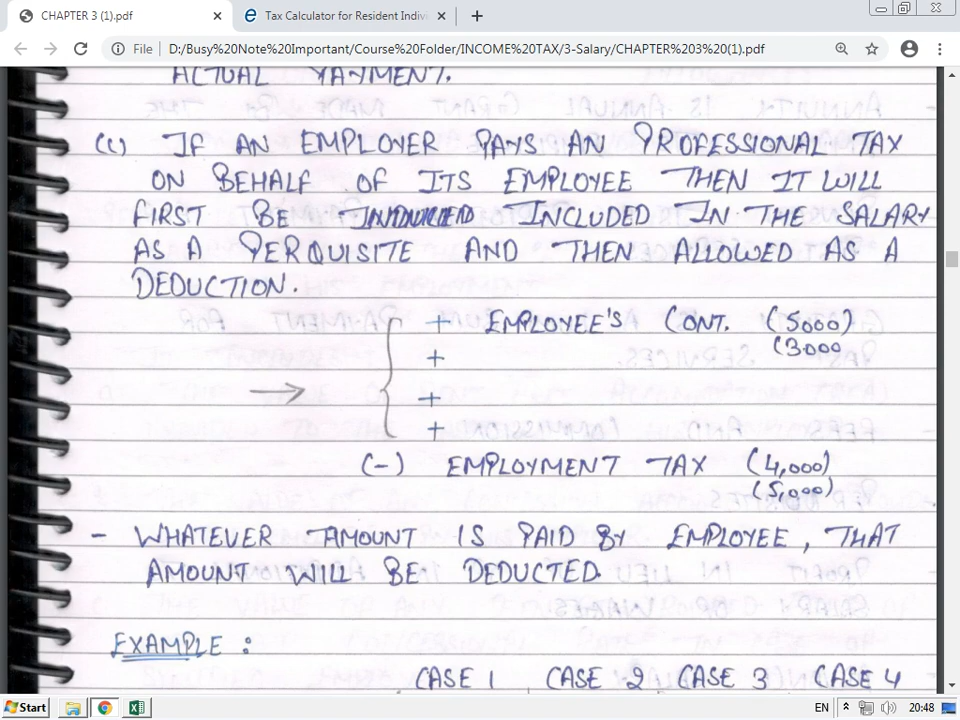 CHAPTER 3 (1).pdf
Tax Calculator for Resident Indiv
File D:/Busy%20Note%20Important/Course%20Folder/INCOME%20TAX/3-Salary/CHAPTER%203%20(1).pdf
ACTUAL PAYMENT.
(c) IF AN EMPLOYER PAYS AN PROFESSIONAL TAX
ON BEHALF OF ITS EMPLOYEE THEN IT WILL
FIRST BE INCLUDED IN THE SALARY
AS A PERQUISITE AND THEN ALLOWED AS A
DEDUCTION.
+ EMPLOYEE'S CONT. (5000)
(3000
+
→ +
+
(-) EMPLOYMENT TAX (4,000)
(5,000)
- WHATEVER AMOUNT IS PAID BY EMPLOYEE, THAT
AMOUNT WILL BE DEDUCTED.
EXAMPLE :
CASE 1 CASE 2 CASE 3 CASE 4
Start EN 20:48